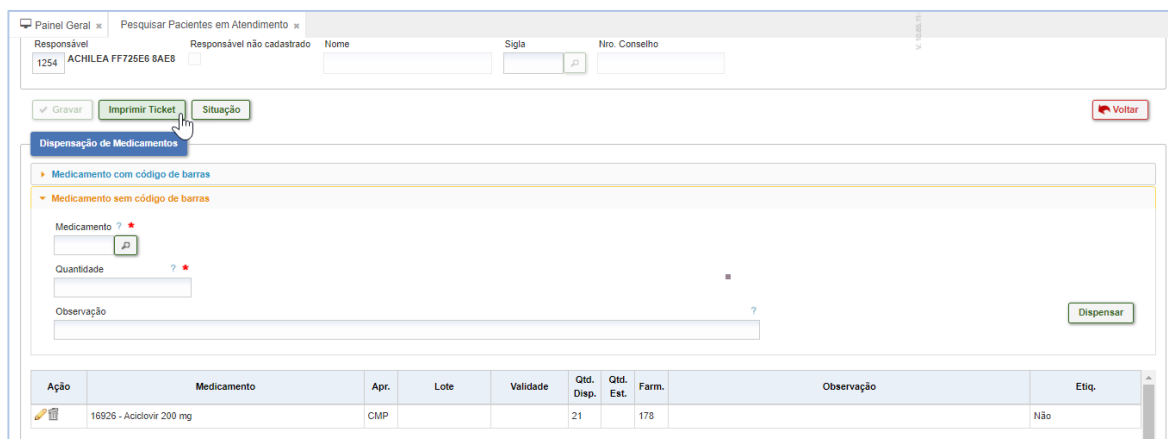 Painel Geral × Pesquisar Pacientes em Atendimento ×
Responsável Responsável não cadastrado Nome Sigla Nro. Conselho
1254 ACHILEA FF725E6 8AE8
Gravar Imprimir Ticket Situação Voltar
Dispensação de Medicamentos
Medicamento com código de barras
Medicamento sem código de barras
Medicamento ? *
Quantidade ? *
Observação ?
Dispensar
Ação Medicamento Apr. Lote Validade Qtd. Disp. Qtd. Est. Farm. Observação Etiq.
16926 - Aciclovir 200 mg CMP 21 178 Não